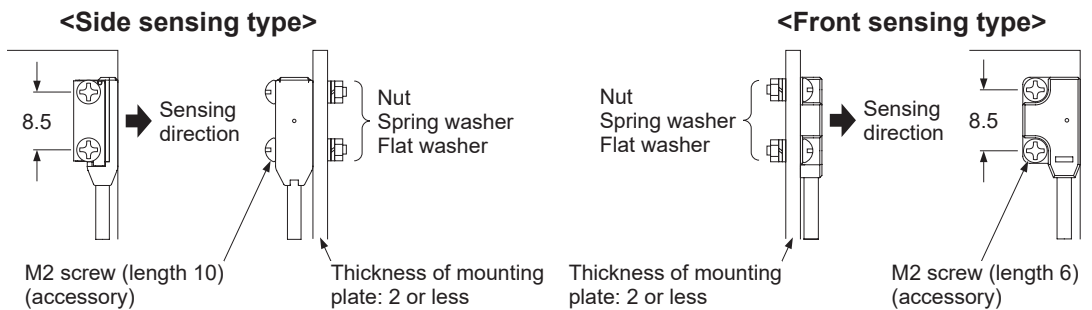 <Side sensing type>
8.5
Sensing
direction
Nut
Spring washer
Flat washer
M2 screw (length 10)
(accessory)
Thickness of mounting
plate: 2 or less
<Front sensing type>
Nut
Spring washer
Flat washer
Sensing
direction
8.5
Thickness of mounting
plate: 2 or less
M2 screw (length 6)
(accessory)